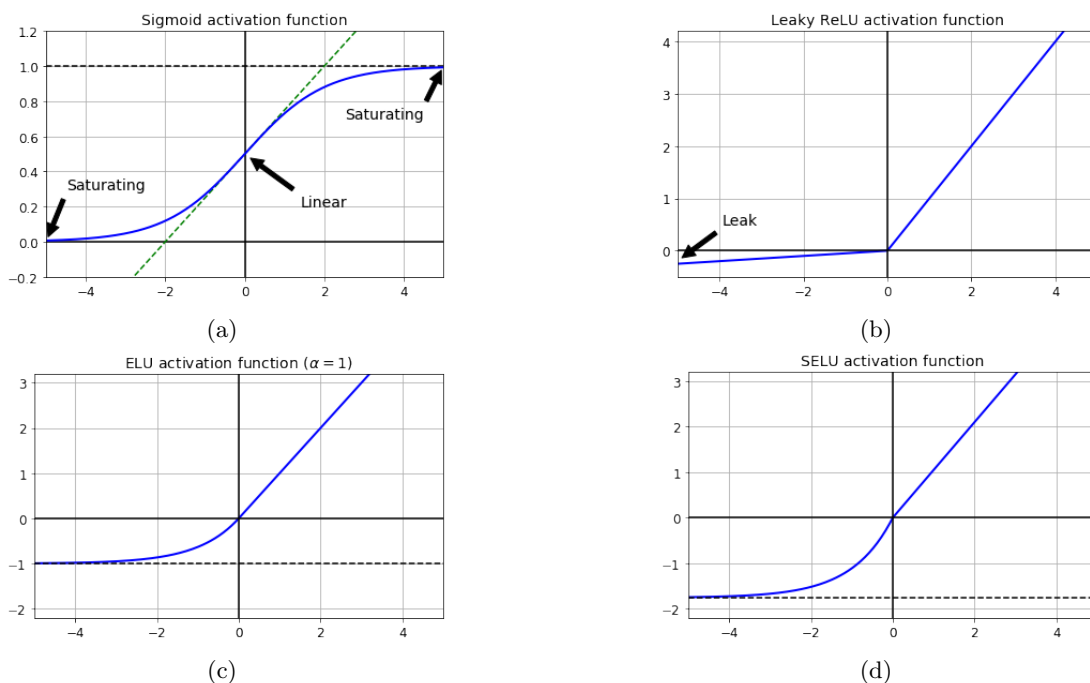 Sigmoid activation function
1.2
1.0
0.8
0.6
0.4
0.2
0.0
−0.2
Saturating
Saturating
Linear
−4 −2 0 2 4
(a)
Leaky ReLU activation function
4
3
2
1
0
Leak
−4 −2 0 2 4
(b)
ELU activation function (α = 1)
3
2
1
0
−1
−2
−4 −2 0 2 4
(c)
SELU activation function
3
2
1
0
−1
−2
−4 −2 0 2 4
(d)